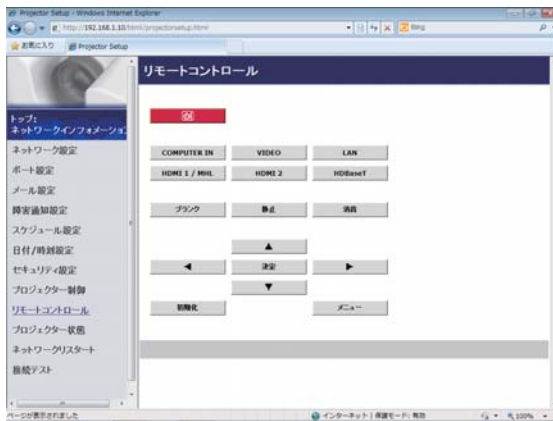 Projector Setup - Windows Internet Explorer
http://192.168.1.10/html/projectorsetup.html
Bing
お気に入り Projector Setup
リモートコントロール
トップ:
ネットワークインフォメーション
ネットワーク設定
ポート設定
メール設定
障害通知設定
スケジュール設定
日付/時刻設定
セキュリティ設定
プロジェクター制御
リモートコントロール
プロジェクター状態
ネットワークリスタート
接続テスト
COMPUTER IN VIDEO LAN
HDMI 1 / MHL HDMI 2 HDBaseT
ブランク 静止 消音
▲
◀ 決定 ▶
▼
初期化 メニュー
ページが表示されました インターネット | 保護モード: 無効 100%